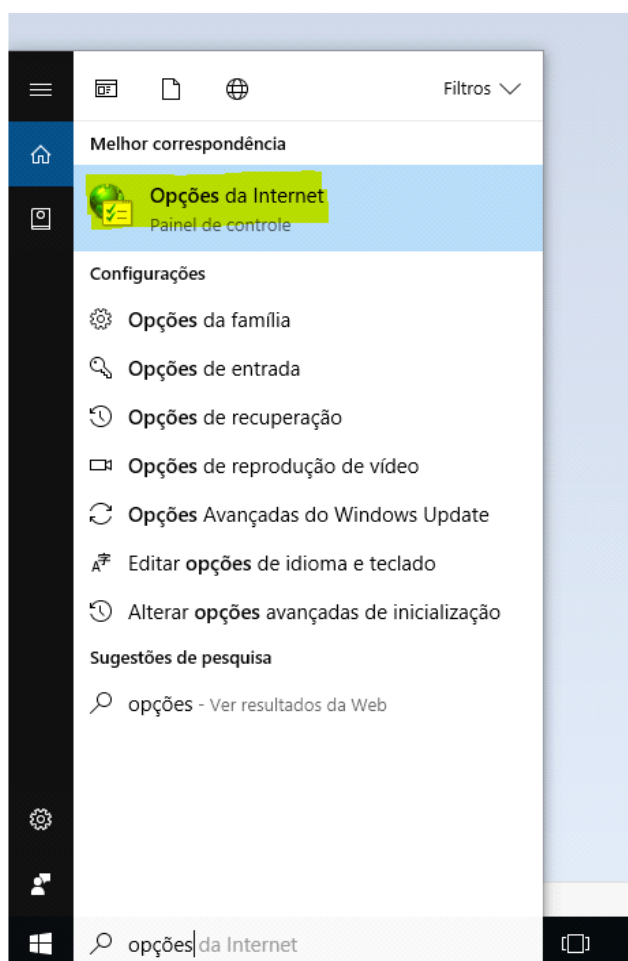 Filtros
Melhor correspondência
Opções da Internet
Painel de controle
Configurações
Opções da família
Opções de entrada
Opções de recuperação
Opções de reprodução de vídeo
Opções Avançadas do Windows Update
Editar opções de idioma e teclado
Alterar opções avançadas de inicialização
Sugestões de pesquisa
opções - Ver resultados da Web
opções da Internet